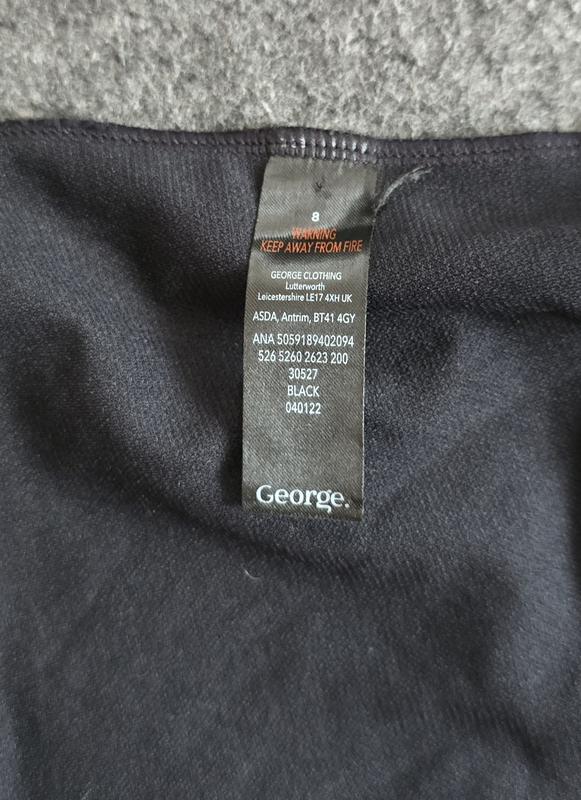 8
WARNING
KEEP AWAY FROM FIRE
GEORGE CLOTHING
Lutterworth
Leicestershire LE17 4XH UK
ASDA, Antrim, BT41 4GY
ANA 5059189402094
526 5260 2623 200
30527
BLACK
040122
George.